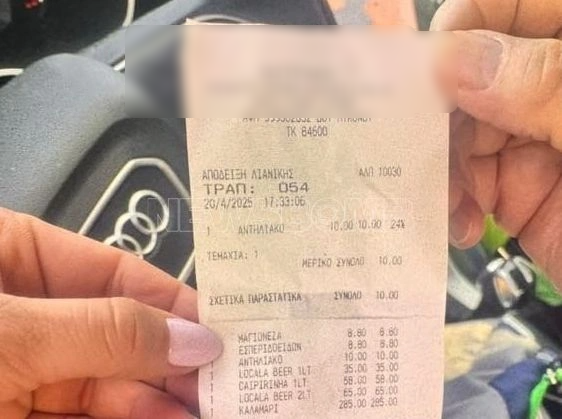 ΤΚ 84600
ΑΠΟΔΕΙΞΗ ΛΙΑΝΙΚΗΣ ΑΛΠ 10030
ΤΡΑΠ: 054
20/4/2025 17:33:06
1 ΑΝΤΗΛΙΑΚΟ 10.00 10.00 24%
ΤΕΜΑΧΙΑ: 1
ΜΕΡΙΚΟ ΣΥΝΟΛΟ 10.00
ΣΧΕΤΙΚΑ ΠΑΡΑΣΤΑΤΙΚΑ ΣΥΝΟΛΟ 10.00
ΜΑΓΙΟΝΕΖΑ 8.80 8.80
ΕΣΠΕΡΙΔΟΕΙΔΩΝ 8.80 8.80
ΑΝΤΗΛΙΑΚΟ 10.00 10.00
1 LOCALA BEER 1LT 35.00 35.00
1 CAIPIRINHA 1LT 58.00 58.00
1 LOCALA BEER 2LT 65.00 65.00
1 ΚΑΛΑΜΑΡΙ 285.00 285.00